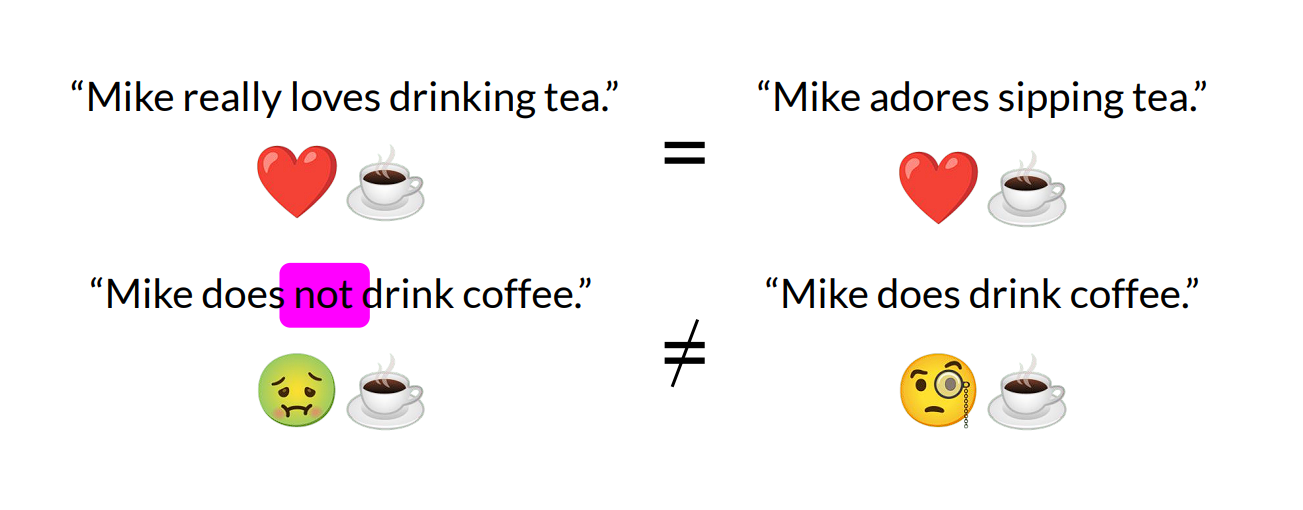 “Mike really loves drinking tea.”
=
“Mike adores sipping tea.”
“Mike does not drink coffee.”
≠
“Mike does drink coffee.”